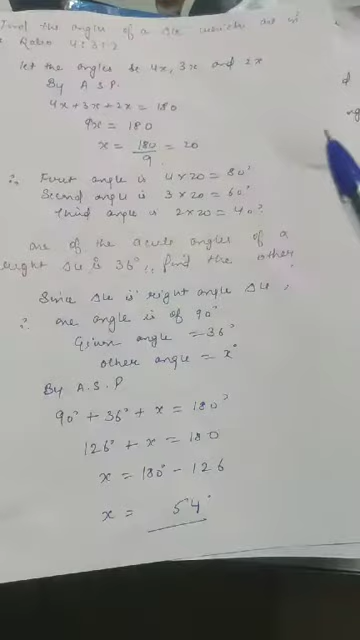 Find the angles of a Δle which are in
Ratio 4:3:2
let the angles be 4x, 3x and 2x
By A.S.P.
4x+3x+2x = 180
9x = 180
x = 180/9 = 20
∴ First angle is 4×20 = 80°
Second angle is 3×20 = 60°
third angle is 2×20 = 40°.
one of the acute angles of a
right Δle is 36°, find the other
Since Δle is right angle Δle,
∴ one angle is of 90°
Given angle = 36°
other angle = x°
By A.S.P
90° + 36° + x = 180°
126° + x = 180
x = 180° - 126
x = 54°